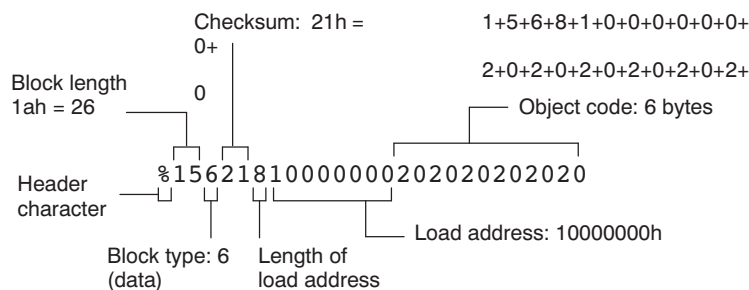 Checksum: 21h = 1+5+6+8+1+0+0+0+0+0+0+
0+
2+0+2+0+2+0+2+0+2+0+2+
0
Block length
1ah = 26
Object code: 6 bytes
%15621810000000202020202020
Header
character
Load address: 10000000h
Block type: 6
(data)
Length of
load address